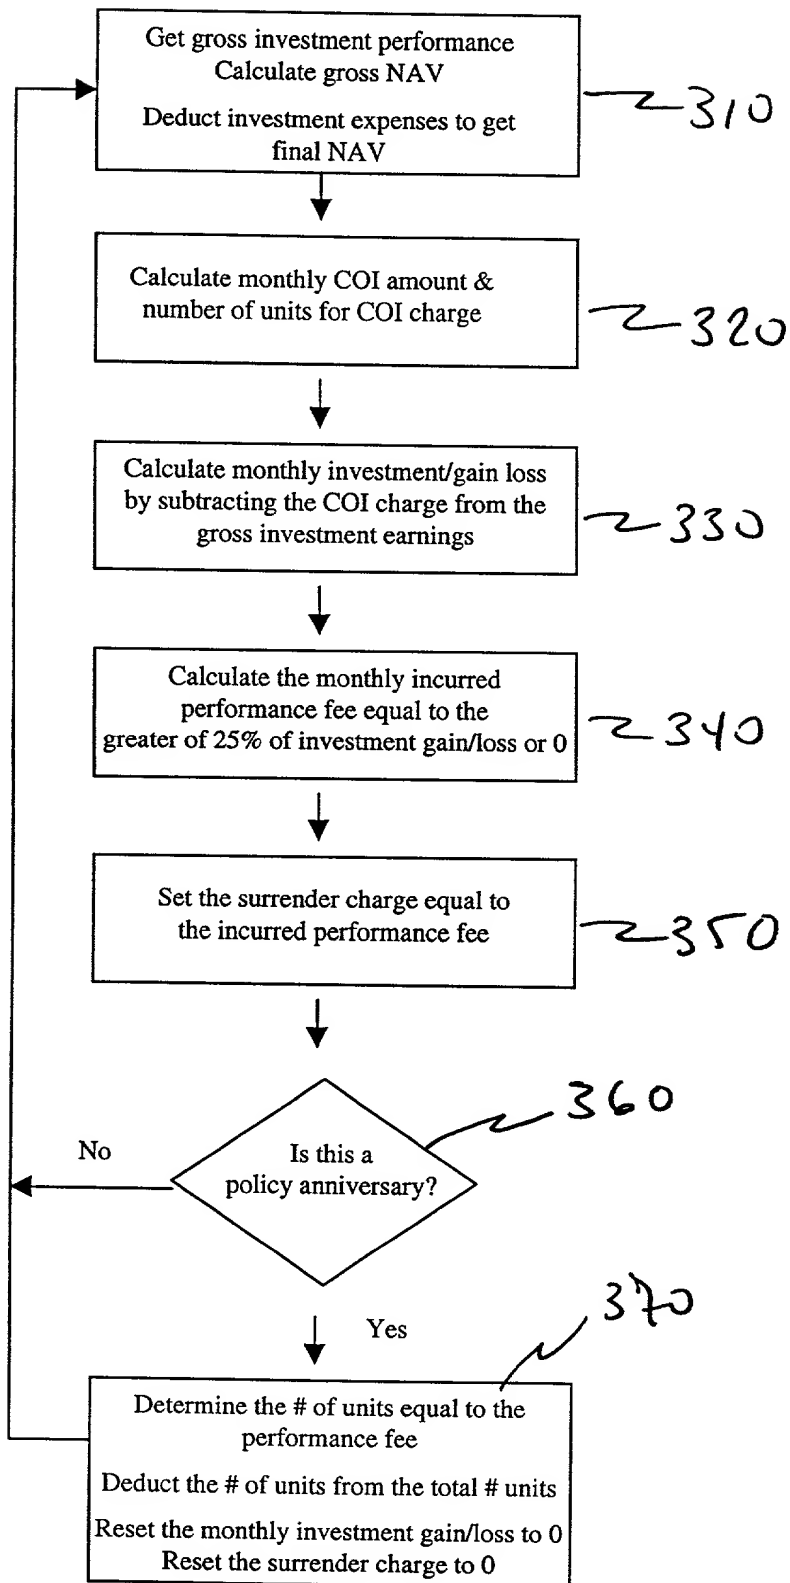 Get gross investment performance
Calculate gross NAV
Deduct investment expenses to get
final NAV
310
Calculate monthly COI amount &
number of units for COI charge
320
Calculate monthly investment/gain loss
by subtracting the COI charge from the
gross investment earnings
330
Calculate the monthly incurred
performance fee equal to the
greater of 25% of investment gain/loss or 0
340
Set the surrender charge equal to
the incurred performance fee
350
360
No
Is this a
policy anniversary?
370
Yes
Determine the # of units equal to the
performance fee
Deduct the # of units from the total # units
Reset the monthly investment gain/loss to 0
Reset the surrender charge to 0